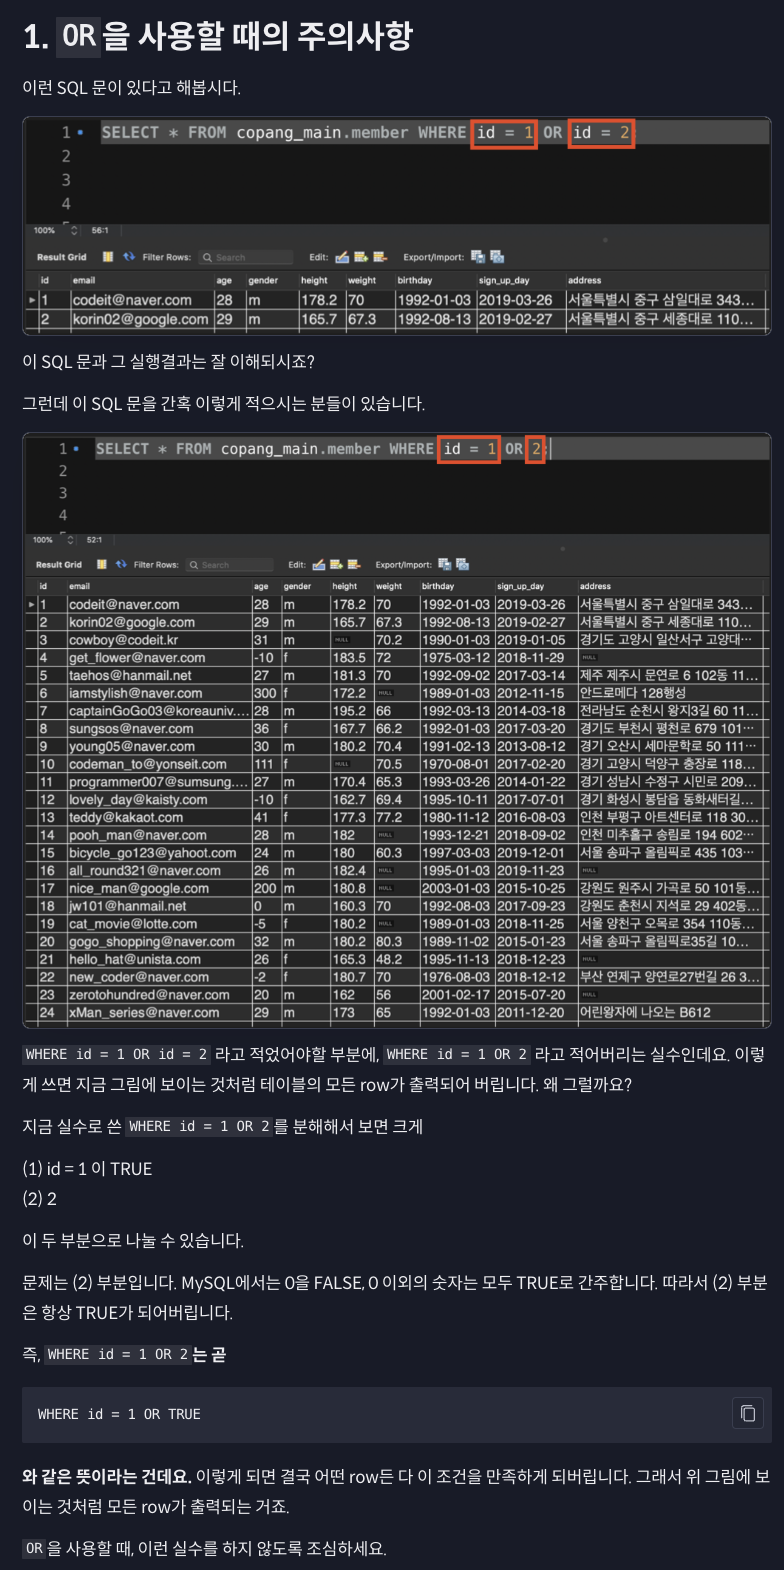 1. OR을 사용할 때의 주의사항
이런 SQL 문이 있다고 해봅시다.
1 SELECT * FROM copang_main.member WHERE id = 1 OR id = 2;
2
3
4
100% 56:1
Result Grid Filter Rows: Search Edit: Export/Import:
id email age gender height weight birthday sign_up_day address
1 codeit@naver.com 28 m 178.2 70 1992-01-03 2019-03-26 서울특별시 중구 삼일대로 343...
2 korin02@google.com 29 m 165.7 67.3 1992-08-13 2019-02-27 서울특별시 중구 세종대로 110...
이 SQL 문과 그 실행결과는 잘 이해되시죠?
그런데 이 SQL 문을 간혹 이렇게 적으시는 분들이 있습니다.
1 SELECT * FROM copang_main.member WHERE id = 1 OR 2;
2
3
4
100% 52:1
Result Grid Filter Rows: Search Edit: Export/Import:
id email age gender height weight birthday sign_up_day address
1 codeit@naver.com 28 m 178.2 70 1992-01-03 2019-03-26 서울특별시 중구 삼일대로 343...
2 korin02@google.com 29 m 165.7 67.3 1992-08-13 2019-02-27 서울특별시 중구 세종대로 110...
3 cowboy@codeit.kr 31 m NULL 70.2 1990-01-03 2019-01-05 경기도 고양시 일산서구 고양대...
4 get_flower@naver.com -10 f 183.5 72 1975-03-12 2018-11-29 NULL
5 taehos@hanmail.net 27 m 181.3 70 1992-09-02 2017-03-14 제주 제주시 문연로 6 102동 11...
6 iamstylish@naver.com 300 f 172.2 NULL 1989-01-03 2012-11-15 안드로메다 128행성
7 captainGoGo03@koreauniv.... 28 m 195.2 66 1992-03-13 2014-03-18 전라남도 순천시 왕지3길 60 11...
8 sungsos@naver.com 36 f 167.7 66.2 1992-01-03 2017-03-20 경기도 부천시 평천로 679 101...
9 young05@naver.com 30 m 180.2 70.4 1991-02-13 2013-08-12 경기 오산시 세마문학로 50 111...
10 codeman_to@yonseit.com 111 f NULL 70.5 1970-08-01 2017-02-20 경기 고양시 덕양구 충장로 118...
11 programmer007@sumsung.... 27 m 170.4 65.3 1993-03-26 2014-01-22 경기 성남시 수정구 시민로 209...
12 lovely_day@kaisty.com -10 f 162.7 69.4 1995-10-11 2017-07-01 경기 화성시 봉담읍 동화새터길...
13 teddy@kakaot.com 41 f 177.3 77.2 1980-11-12 2016-08-03 인천 부평구 아트센터로 118 30...
14 pooh_man@naver.com 28 m 182 NULL 1993-12-21 2018-09-02 인천 미추홀구 송림로 194 602...
15 bicycle_go123@yahoot.com 24 m 180 60.3 1997-03-03 2019-12-01 서울 송파구 올림픽로 435 103...
16 all_round321@naver.com 26 m 182.4 NULL 1995-01-03 2019-11-23 NULL
17 nice_man@google.com 200 m 180.8 NULL 2003-01-03 2015-10-25 강원도 원주시 가곡로 50 101동...
18 jw101@hanmail.net 0 m 160.3 70 1992-08-03 2017-09-23 강원도 춘천시 지석로 29 402동...
19 cat_movie@lotte.com -5 f 180.2 NULL 1989-01-03 2018-11-25 서울 양천구 오목로 354 110동...
20 gogo_shopping@naver.com 32 m 180.2 80.3 1989-11-02 2015-01-23 서울 송파구 올림픽로35길 10...
21 hello_hat@unista.com 26 f 165.3 48.2 1995-11-13 2018-12-23 NULL
22 new_coder@naver.com -2 f 180.7 70 1976-08-03 2018-12-12 부산 연제구 양연로27번길 26 3...
23 zerotohundred@naver.com 20 m 162 56 2001-02-17 2015-07-20 NULL
24 xMan_series@naver.com 29 m 173 65 1992-01-03 2011-12-20 어린왕자에 나오는 B612
WHERE id = 1 OR id = 2 라고 적었어야할 부분에, WHERE id = 1 OR 2 라고 적어버리는 실수인데요. 이렇
게 쓰면 지금 그림에 보이는 것처럼 테이블의 모든 row가 출력되어 버립니다. 왜 그럴까요?
지금 실수로 쓴 WHERE id = 1 OR 2를 분해해서 보면 크게
(1) id = 1 이 TRUE
(2) 2
이 두 부분으로 나눌 수 있습니다.
문제는 (2) 부분입니다. MySQL에서는 0을 FALSE, 0 이외의 숫자는 모두 TRUE로 간주합니다. 따라서 (2) 부분
은 항상 TRUE가 되어버립니다.
즉, WHERE id = 1 OR 2는 곧
WHERE id = 1 OR TRUE
와 같은 뜻이라는 건데요. 이렇게 되면 결국 어떤 row든 다 이 조건을 만족하게 되버립니다. 그래서 위 그림에 보
이는 것처럼 모든 row가 출력되는 거죠.
OR을 사용할 때, 이런 실수를 하지 않도록 조심하세요.